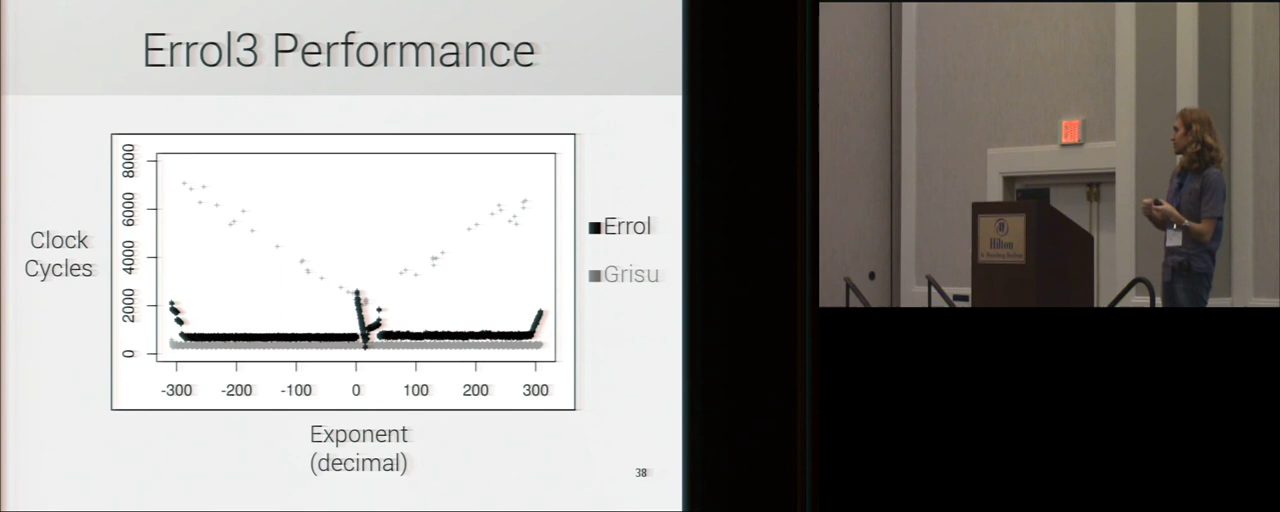 Errol3 Performance
Clock
Cycles
8000
6000
4000
2000
0
-300 -200 -100 0 100 200 300
Exponent
(decimal)
Errol
Grisu
38
Hilton